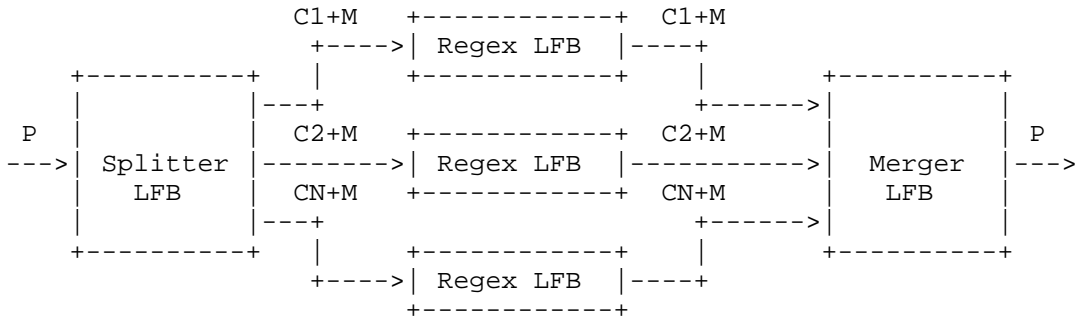 C1+M C1+M
Regex LFB
P C2+M C2+M P
Splitter Regex LFB Merger
LFB CN+M CN+M LFB
Regex LFB